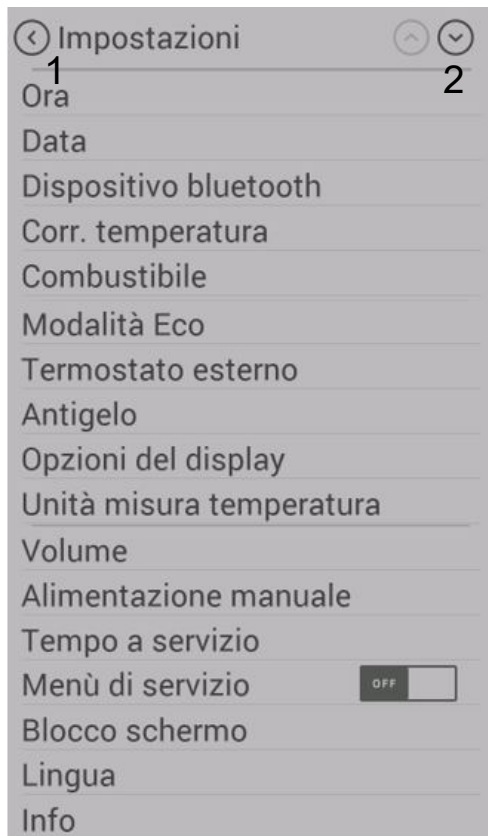 Impostazioni
1 2
Ora
Data
Dispositivo bluetooth
Corr. temperatura
Combustibile
Modalità Eco
Termostato esterno
Antigelo
Opzioni del display
Unità misura temperatura
Volume
Alimentazione manuale
Tempo a servizio
Menù di servizio OFF
Blocco schermo
Lingua
Info